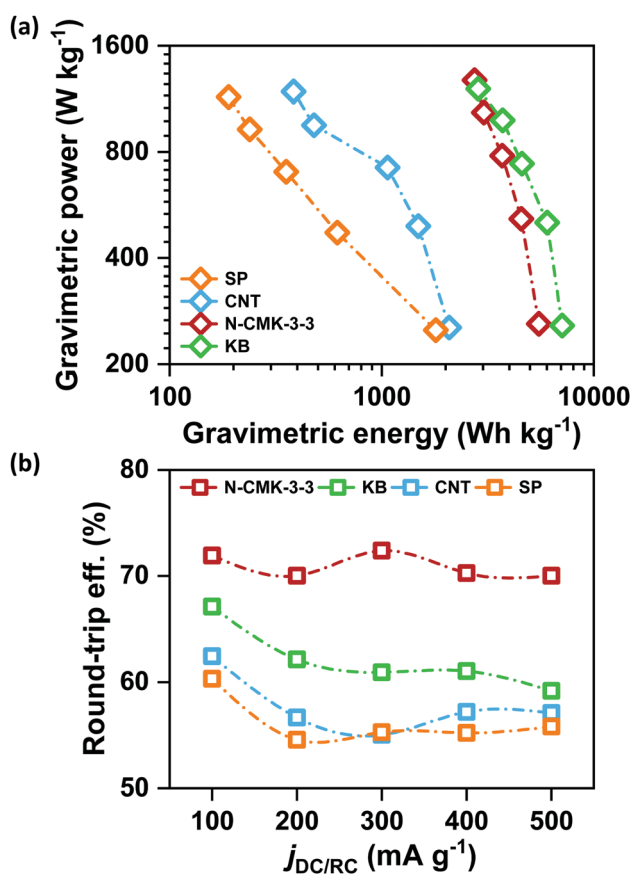 (a)
Gravimetric power (W kg⁻¹)
1600
800
400
200
SP
CNT
N-CMK-3-3
KB
100 1000 10000
Gravimetric energy (Wh kg⁻¹)
(b)
Round-trip eff. (%)
80
70
60
50
N-CMK-3-3 KB CNT SP
100 200 300 400 500
j_DC/RC (mA g⁻¹)